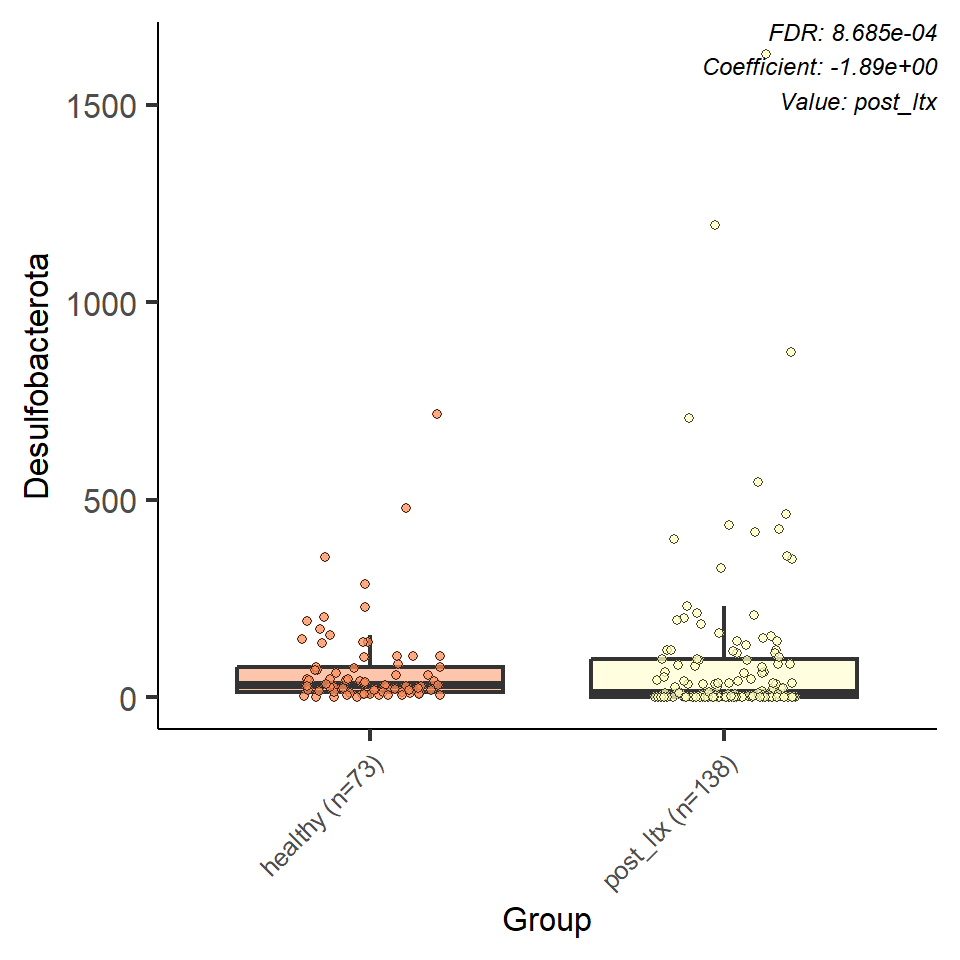 FDR: 8.685e-04
Coefficient: -1.89e+00
Value: post_ltx
1500
1000
500
0
Desulfobacterota
healthy (n=73)
post_ltx (n=138)
Group